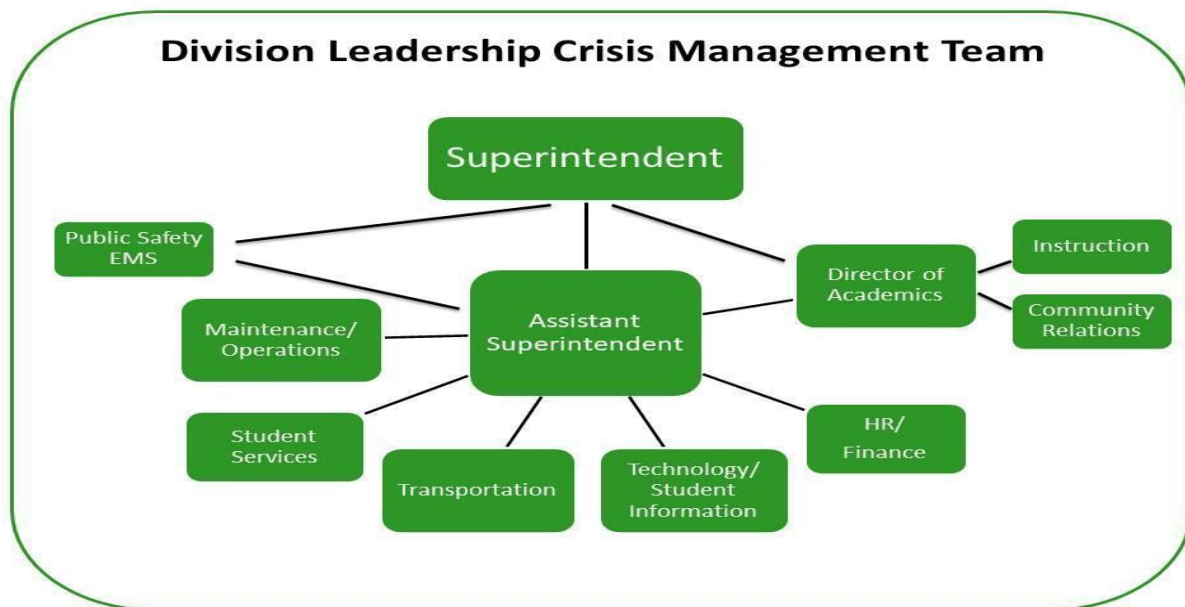 Division Leadership Crisis Management Team
Superintendent
Public Safety
EMS
Instruction
Director of
Academics
Community
Relations
Assistant
Superintendent
Maintenance/
Operations
HR/
Finance
Student
Services
Transportation
Technology/
Student
Information